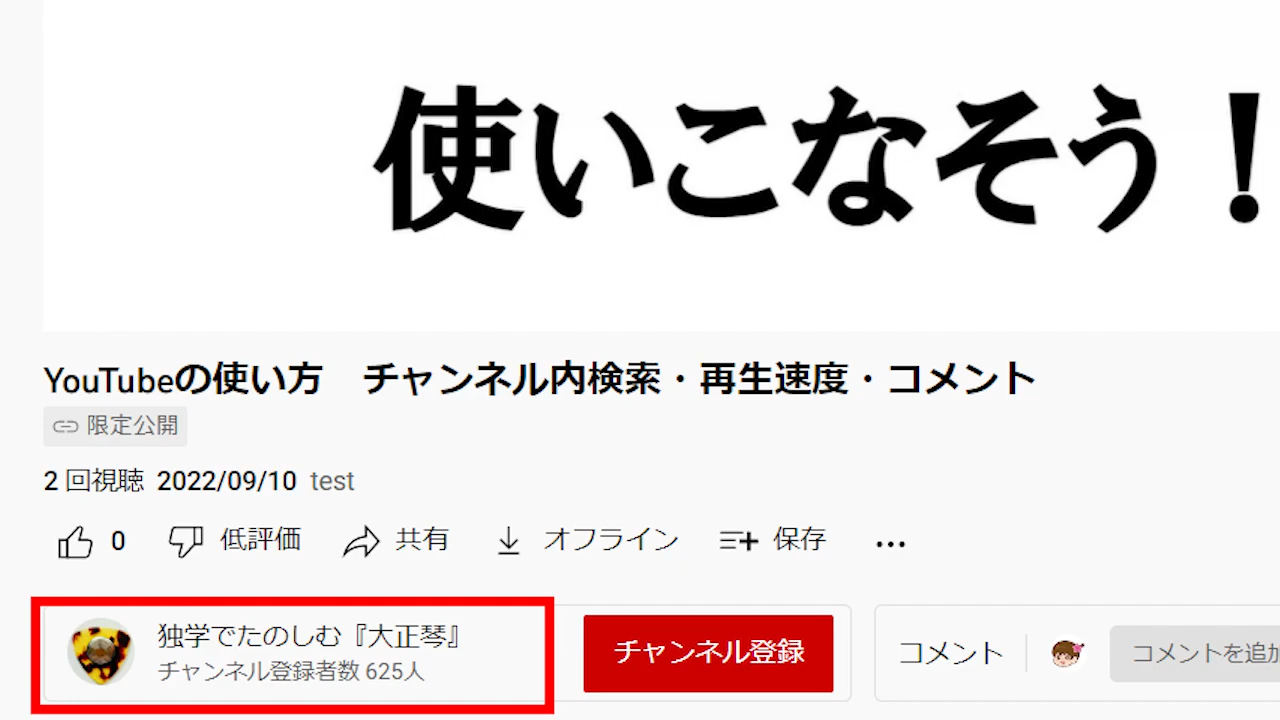 使いこなそう！
YouTubeの使い方　チャンネル内検索・再生速度・コメント
限定公開
2 回視聴 2022/09/10 test
0 低評価 共有 オフライン 保存 …
独学でたのしむ『大正琴』
チャンネル登録者数 625人
チャンネル登録
コメント
コメントを追加